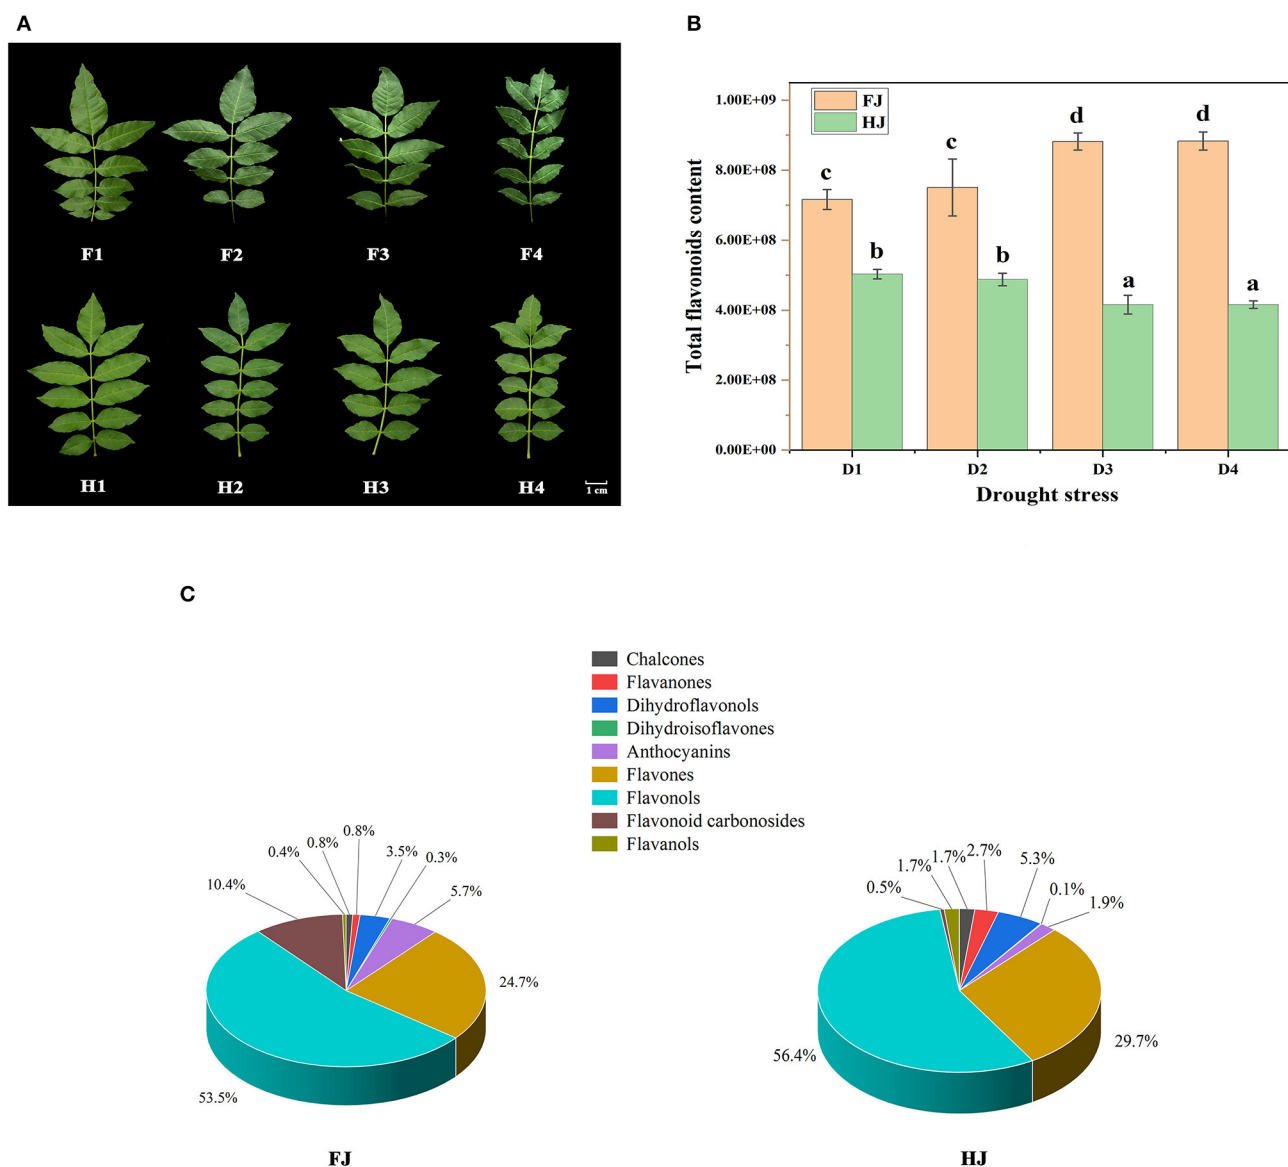 A
F1 F2 F3 F4
H1 H2 H3 H4
1 cm
B
FJ
HJ
Total flavonoids content
1.00E+09
8.00E+08
6.00E+08
4.00E+08
2.00E+08
0.00E+00
c b c b d a d a
D1 D2 D3 D4
Drought stress
C
Chalcones
Flavanones
Dihydroflavonols
Dihydroisoflavones
Anthocyanins
Flavones
Flavonols
Flavonoid carbonosides
Flavanols
10.4% 0.4% 0.8% 0.8% 3.5% 0.3% 5.7%
24.7%
53.5%
FJ
0.5% 1.7% 1.7% 2.7% 5.3% 0.1% 1.9%
29.7%
56.4%
HJ